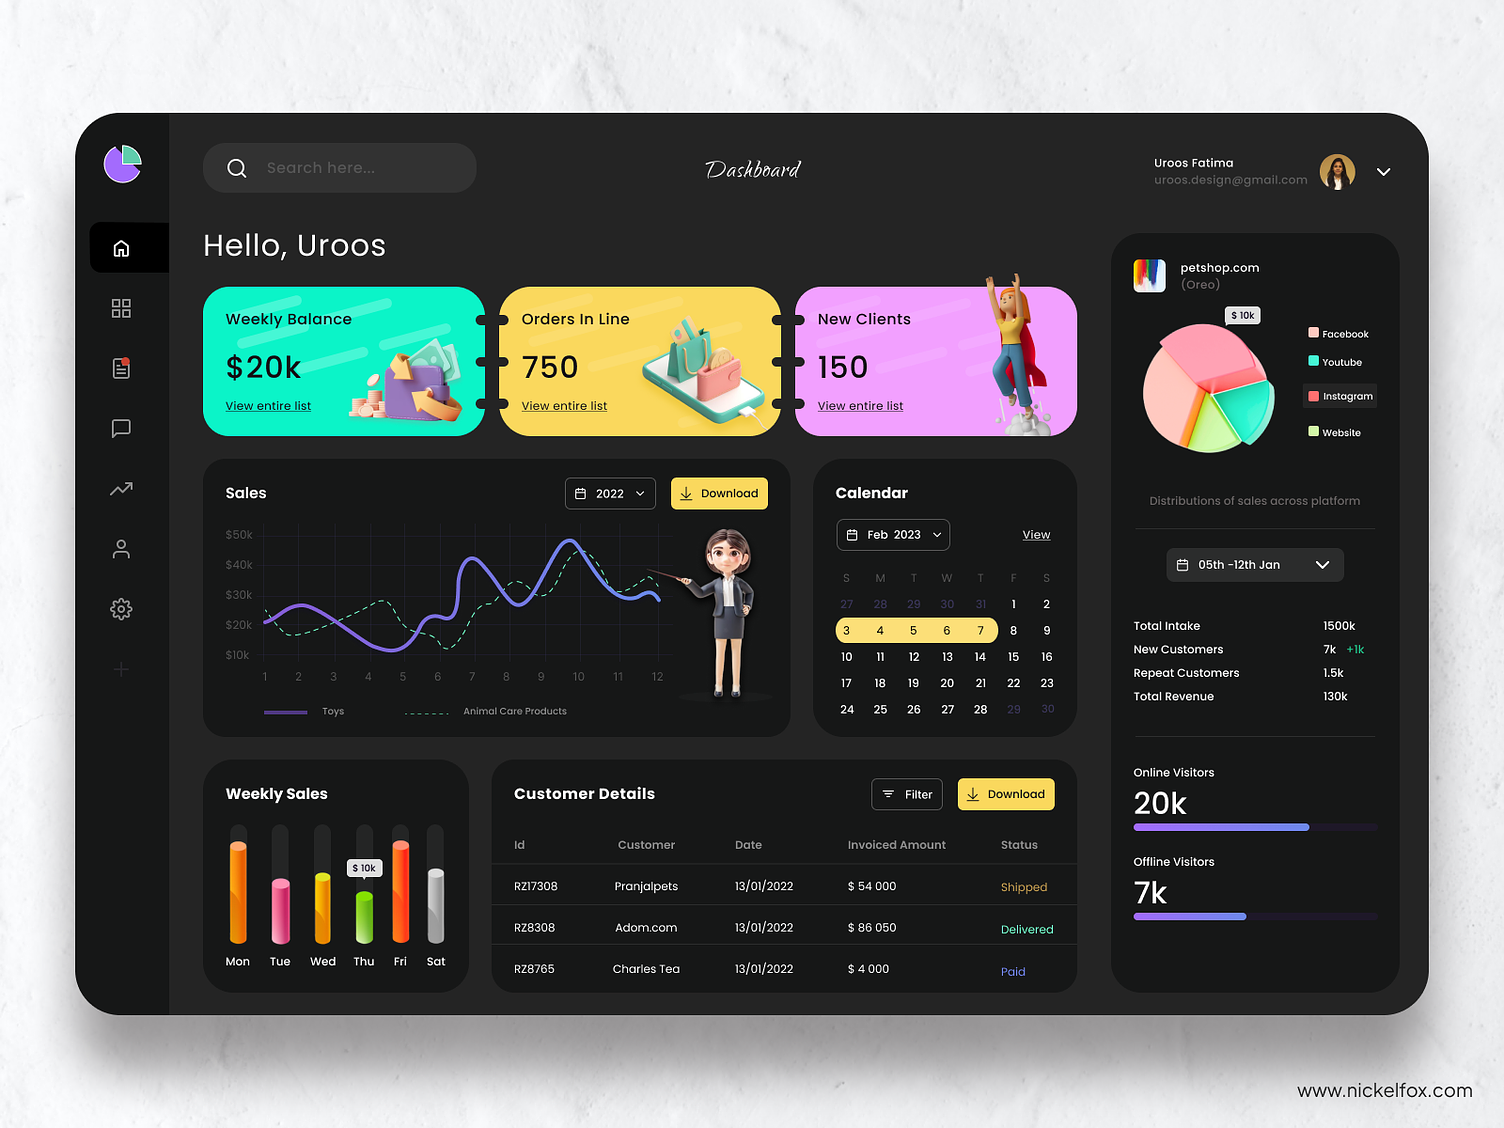 Search here...
Dashboard
Uroos Fatima
uroos.design@gmail.com
Hello, Uroos
Weekly Balance
$20k
View entire list
Orders In Line
750
View entire list
New Clients
150
View entire list
petshop.com
(Oreo)
$ 10k
Facebook
Youtube
Instagram
Website
Distributions of sales across platform
05th -12th Jan
Total Intake 1500k
New Customers 7k +1k
Repeat Customers 1.5k
Total Revenue 130k
Online Visitors
20k
Offline Visitors
7k
Sales 2022 Download
$50k
$40k
$30k
$20k
$10k
1 2 3 4 5 6 7 8 9 10 11 12
Toys Animal Care Products
Calendar
Feb 2023 View
S M T W T F S
27 28 29 30 31 1 2
3 4 5 6 7 8 9
10 11 12 13 14 15 16
17 18 19 20 21 22 23
24 25 26 27 28 29 30
Weekly Sales
$ 10k
Mon Tue Wed Thu Fri Sat
Customer Details Filter Download
Id Customer Date Invoiced Amount Status
RZ17308 Pranjalpets 13/01/2022 $ 54 000 Shipped
RZ8308 Adom.com 13/01/2022 $ 86 050 Delivered
RZ8765 Charles Tea 13/01/2022 $ 4 000 Paid
www.nickelfox.com